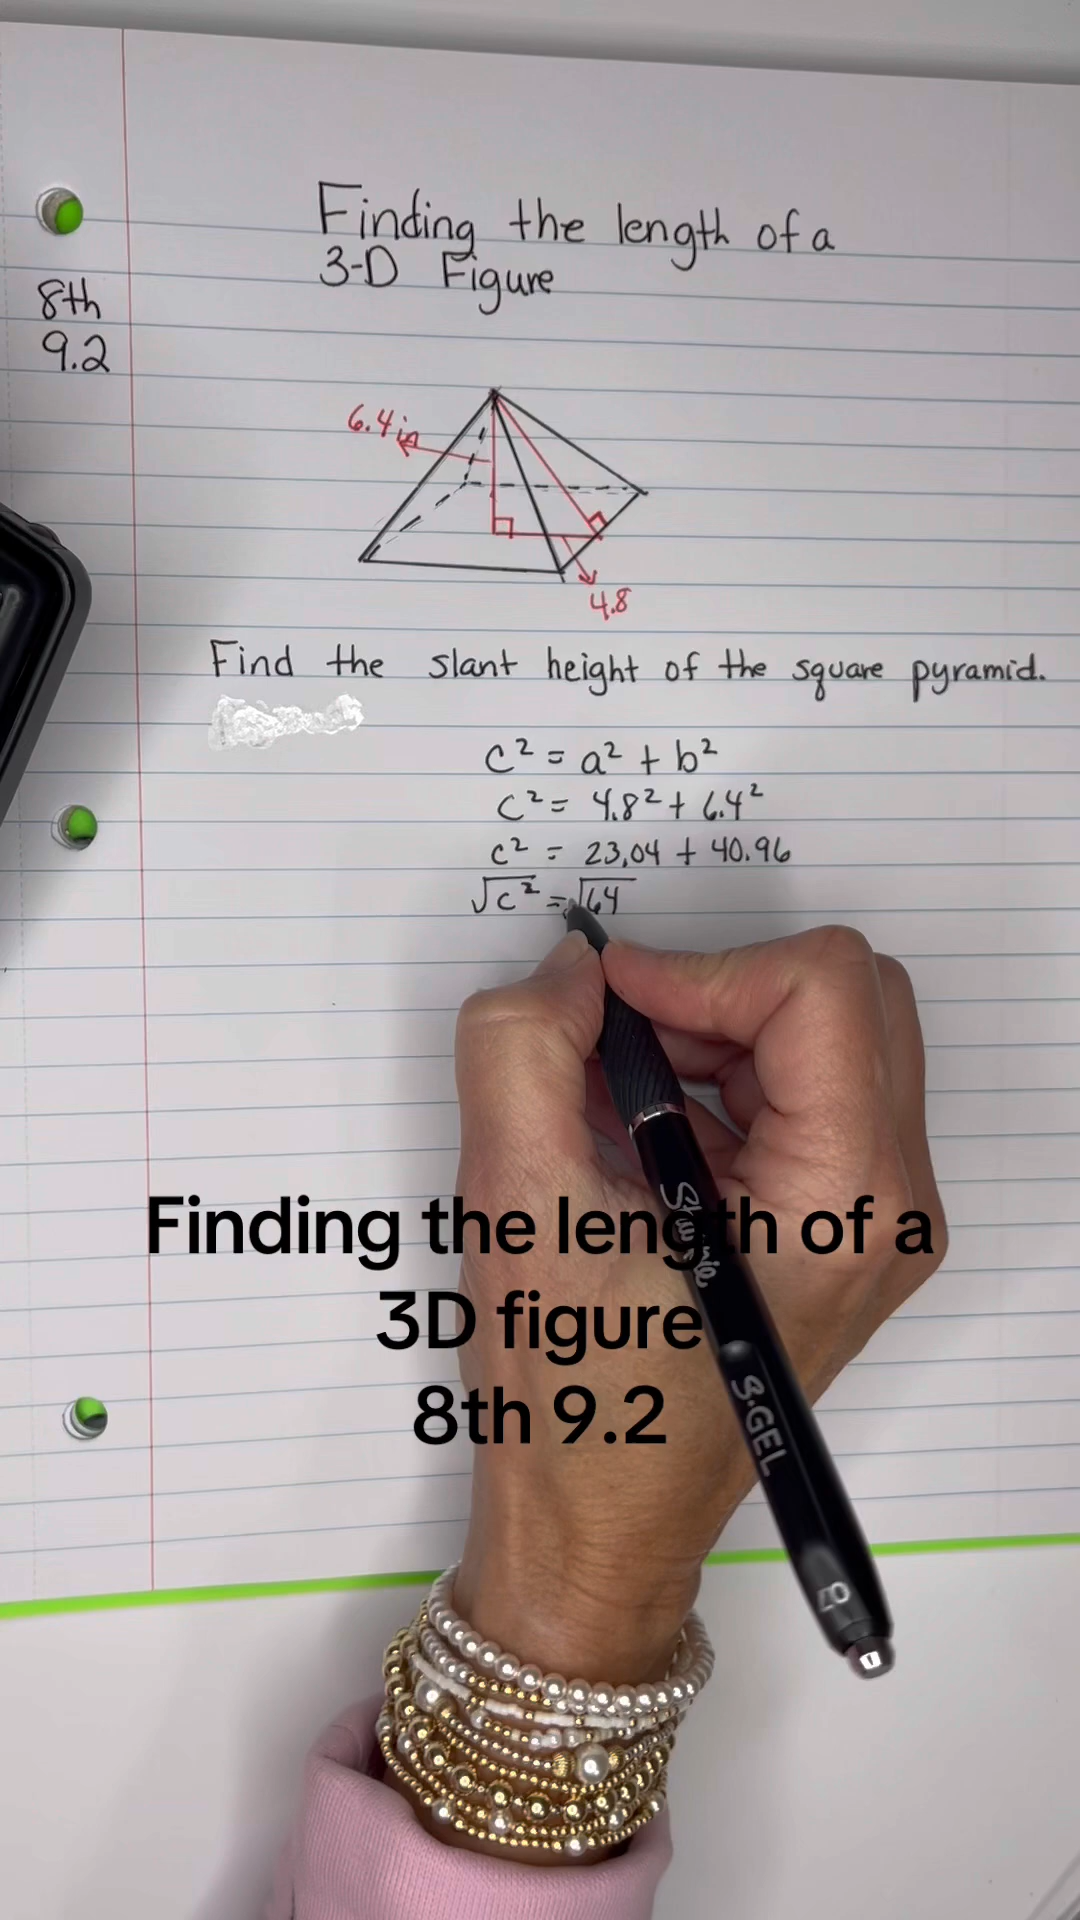 Finding the length of a
3-D Figure
8th
9.2
6.4in
4.8
Find the slant height of the square pyramid.
c² = a² + b²
c² = 4.8² + 6.4²
c² = 23.04 + 40.96
√c² = √64
Finding the length of a
3D figure
8th 9.2
Sharpie
S·GEL
0.7